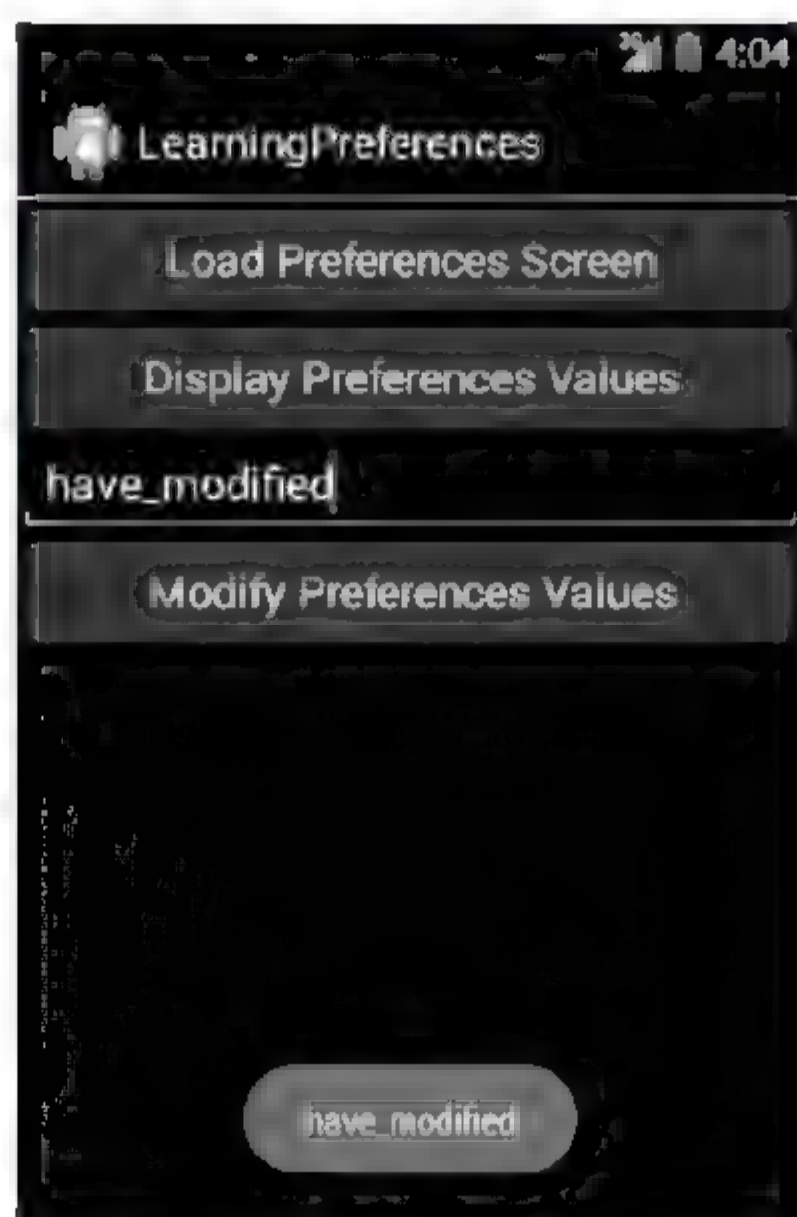 4:04
LearningPreferences
Load Preferences Screen
Display Preferences Values
have_modified
Modify Preferences Values
have_modified